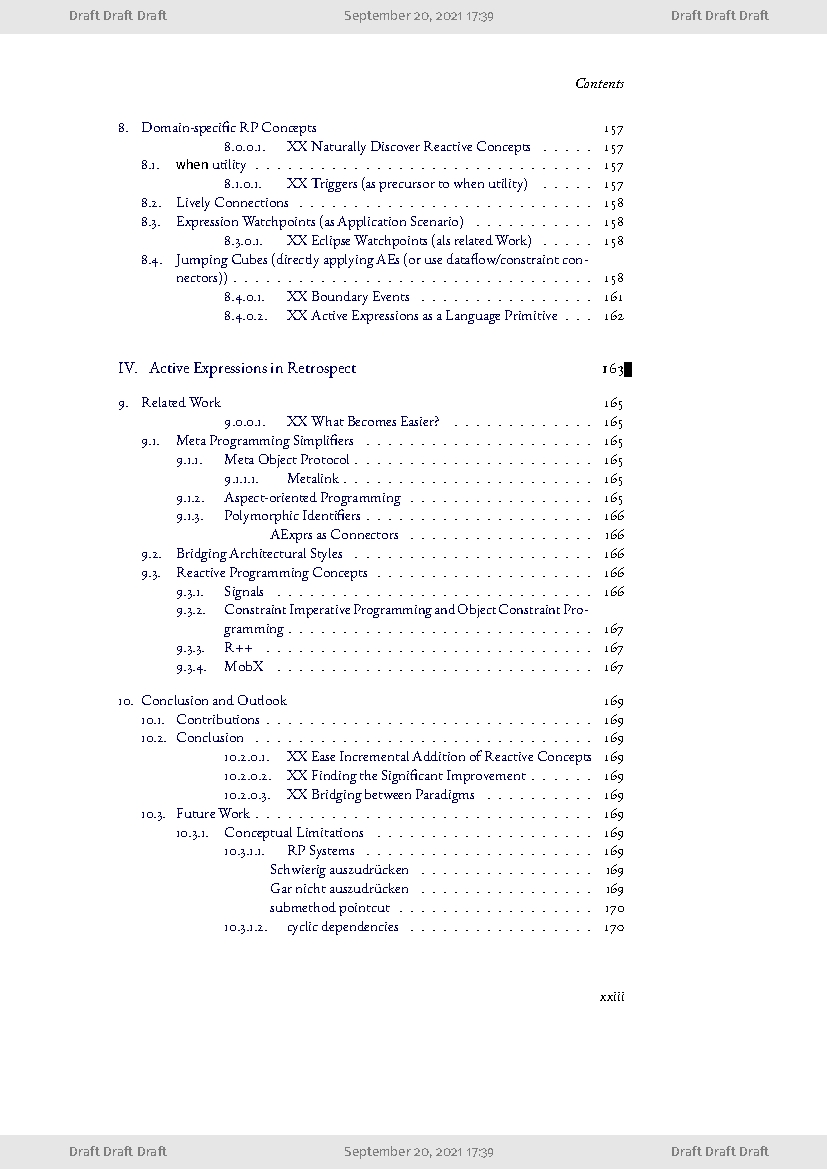 Draft Draft Draft September 20, 2021 17:39 Draft Draft Draft
Contents
8. Domain-specific RP Concepts 157
8.0.0.1. XX Naturally Discover Reactive Concepts . . . . . 157
8.1. when utility . . . . . . . . . . . . . . . . . . . . . . . . . . . . . . . 157
8.1.0.1. XX Triggers (as precursor to when utility) . . . . . 157
8.2. Lively Connections . . . . . . . . . . . . . . . . . . . . . . . . . . . 158
8.3. Expression Watchpoints (as Application Scenario) . . . . . . . . . . . 158
8.3.0.1. XX Eclipse Watchpoints (als related Work) . . . . . 158
8.4. Jumping Cubes (directly applying AEs (or use dataflow/constraint con-
nectors)) . . . . . . . . . . . . . . . . . . . . . . . . . . . . . . . . . 158
8.4.0.1. XX Boundary Events . . . . . . . . . . . . . . . . 161
8.4.0.2. XX Active Expressions as a Language Primitive . . . 162
IV. Active Expressions in Retrospect 163
9. Related Work 165
9.0.0.1. XX What Becomes Easier? . . . . . . . . . . . . . 165
9.1. Meta Programming Simplifiers . . . . . . . . . . . . . . . . . . . . . 165
9.1.1. Meta Object Protocol . . . . . . . . . . . . . . . . . . . . . . 165
9.1.1.1. Metalink . . . . . . . . . . . . . . . . . . . . . . . 165
9.1.2. Aspect-oriented Programming . . . . . . . . . . . . . . . . . 165
9.1.3. Polymorphic Identifiers . . . . . . . . . . . . . . . . . . . . . 166
AExprs as Connectors . . . . . . . . . . . . . . . . . 166
9.2. Bridging Architectural Styles . . . . . . . . . . . . . . . . . . . . . . 166
9.3. Reactive Programming Concepts . . . . . . . . . . . . . . . . . . . . 166
9.3.1. Signals . . . . . . . . . . . . . . . . . . . . . . . . . . . . . 166
9.3.2. Constraint Imperative Programming and Object Constraint Pro-
gramming . . . . . . . . . . . . . . . . . . . . . . . . . . . . 167
9.3.3. R++ . . . . . . . . . . . . . . . . . . . . . . . . . . . . . . 167
9.3.4. MobX . . . . . . . . . . . . . . . . . . . . . . . . . . . . . 167
10. Conclusion and Outlook 169
10.1. Contributions . . . . . . . . . . . . . . . . . . . . . . . . . . . . . . 169
10.2. Conclusion . . . . . . . . . . . . . . . . . . . . . . . . . . . . . . . 169
10.2.0.1. XX Ease Incremental Addition of Reactive Concepts 169
10.2.0.2. XX Finding the Significant Improvement . . . . . . 169
10.2.0.3. XX Bridging between Paradigms . . . . . . . . . . 169
10.3. Future Work . . . . . . . . . . . . . . . . . . . . . . . . . . . . . . . 169
10.3.1. Conceptual Limitations . . . . . . . . . . . . . . . . . . . . 169
10.3.1.1. RP Systems . . . . . . . . . . . . . . . . . . . . . 169
Schwierig auszudrücken . . . . . . . . . . . . . . . . 169
Gar nicht auszudrücken . . . . . . . . . . . . . . . . 169
submethod pointcut . . . . . . . . . . . . . . . . . . 170
10.3.1.2. cyclic dependencies . . . . . . . . . . . . . . . . . 170
xxiii
Draft Draft Draft September 20, 2021 17:39 Draft Draft Draft